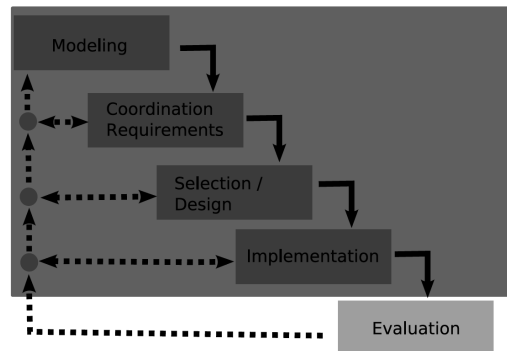 Modeling
Coordination
Requirements
Selection /
Design
Implementation
Evaluation